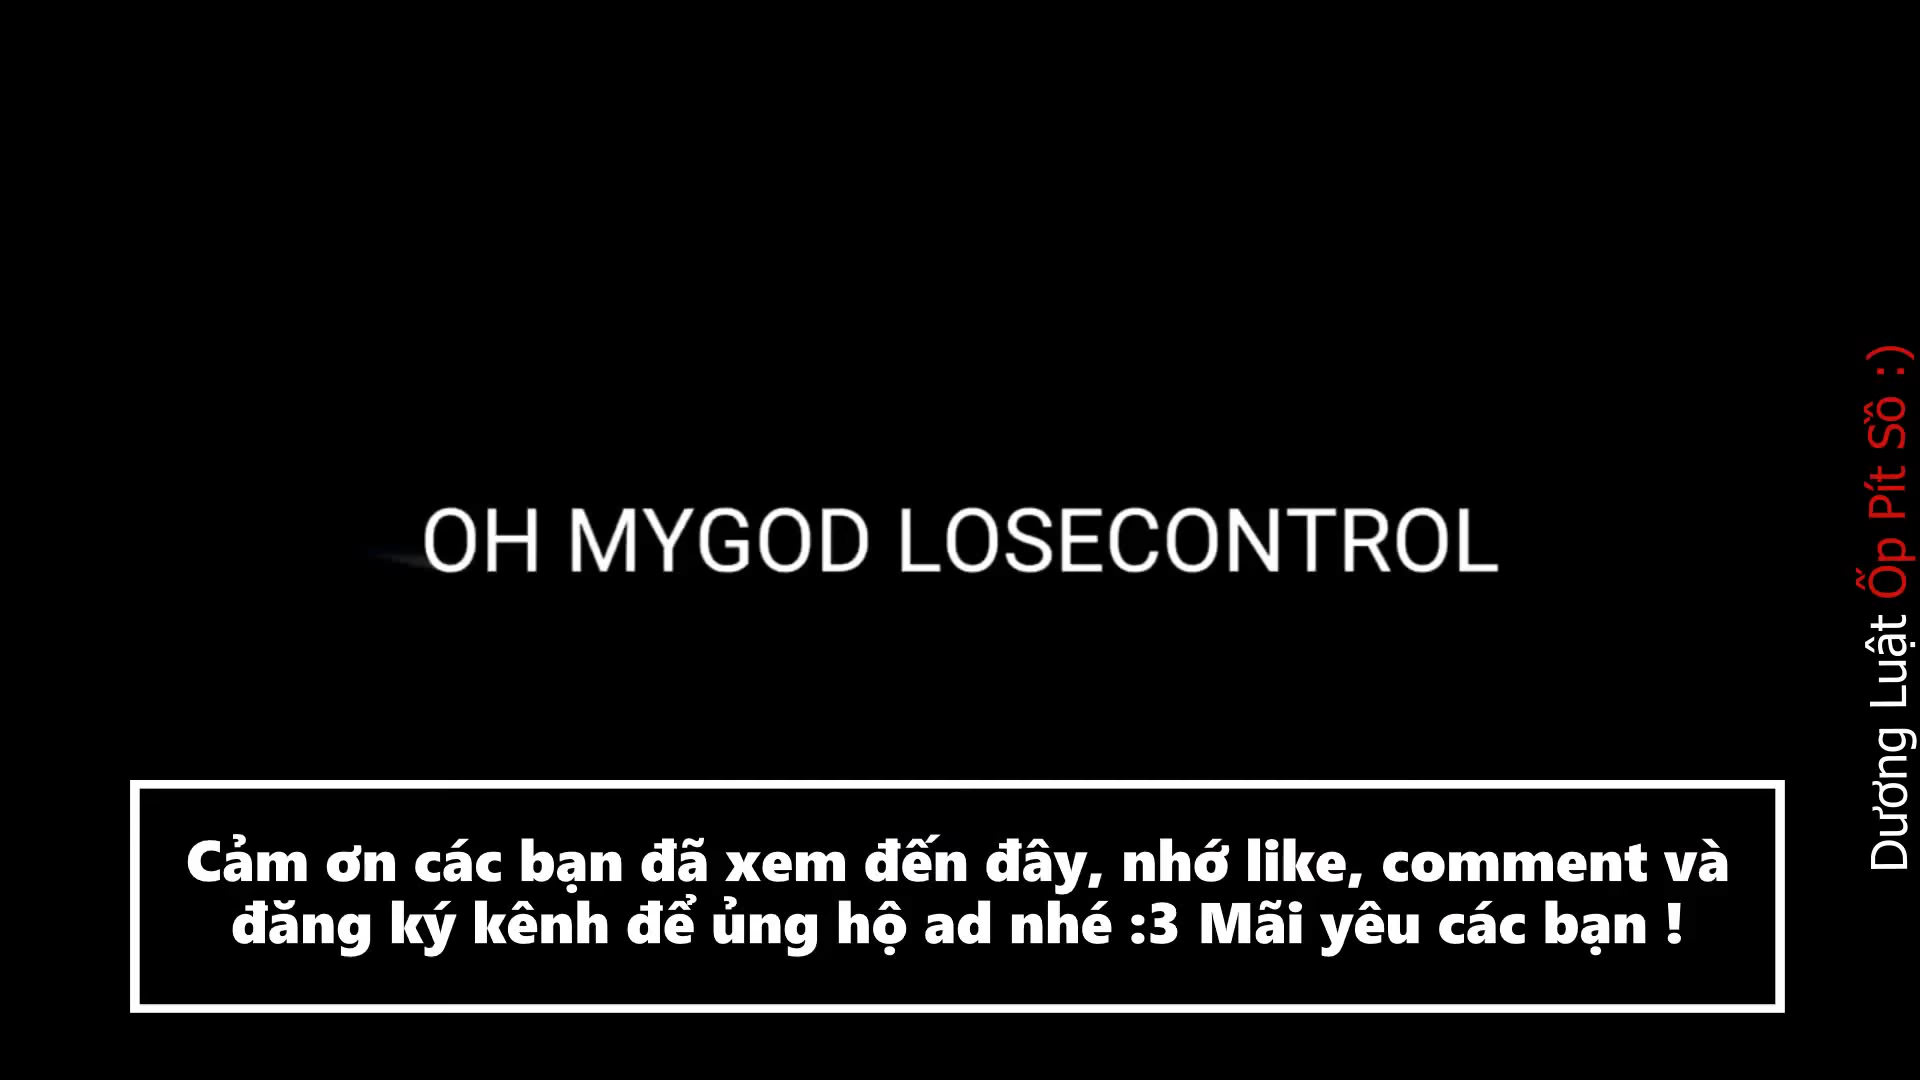 OH MYGOD LOSECONTROL
Cảm ơn các bạn đã xem đến đây, nhớ like, comment và
đăng ký kênh để ủng hộ ad nhé :3 Mãi yêu các bạn !
Dương Luật Ốp Pít Sồ :)